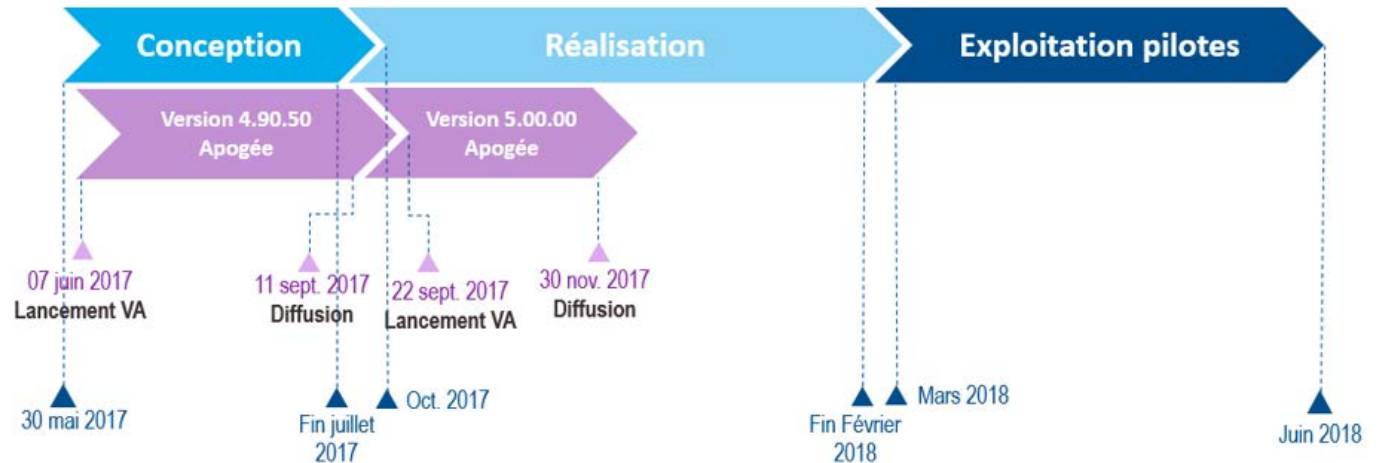 Conception
Réalisation
Exploitation pilotes
Version 4.90.50
Apogée
Version 5.00.00
Apogée
07 juin 2017
Lancement VA
11 sept. 2017
Diffusion
22 sept. 2017
Lancement VA
30 nov. 2017
Diffusion
30 mai 2017
Fin juillet
2017
Oct. 2017
Fin Février
2018
Mars 2018
Juin 2018